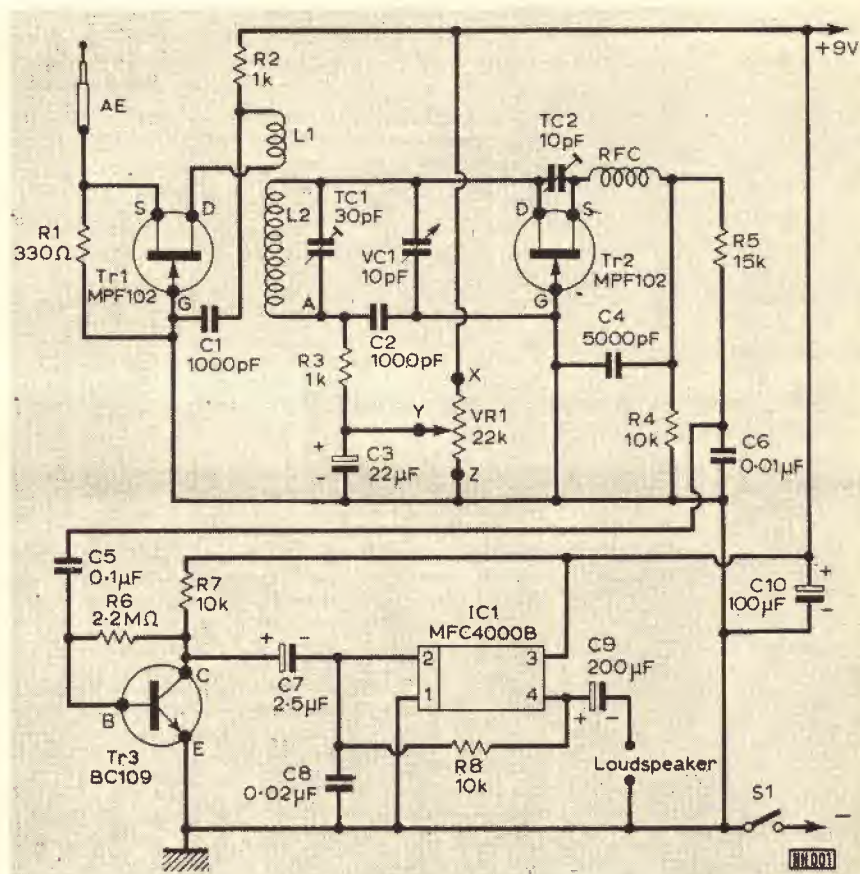 +9V
AE
R1
330Ω
S
D
Tr1
MPF102
G
R2
1k
L1
C1
1000pF
L2
TC1
30pF
VC1
10pF
A
C2
1000pF
R3
1k
Y
C3
22µF
+
-
X
VR1
22k
Z
TC2
10pF
RFC
D
S
Tr2
MPF102
G
C4
5000pF
R4
10k
R5
15k
C6
0·01µF
C5
0·1µF
R6
2·2MΩ
R7
10k
B
C
E
Tr3
BC109
+
-
C7
2·5µF
C8
0·02µF
IC1
MFC4000B
2
3
1
4
R8
10k
C9
200µF
+
-
Loudspeaker
C10
100µF
+
-
S1
-
HH001